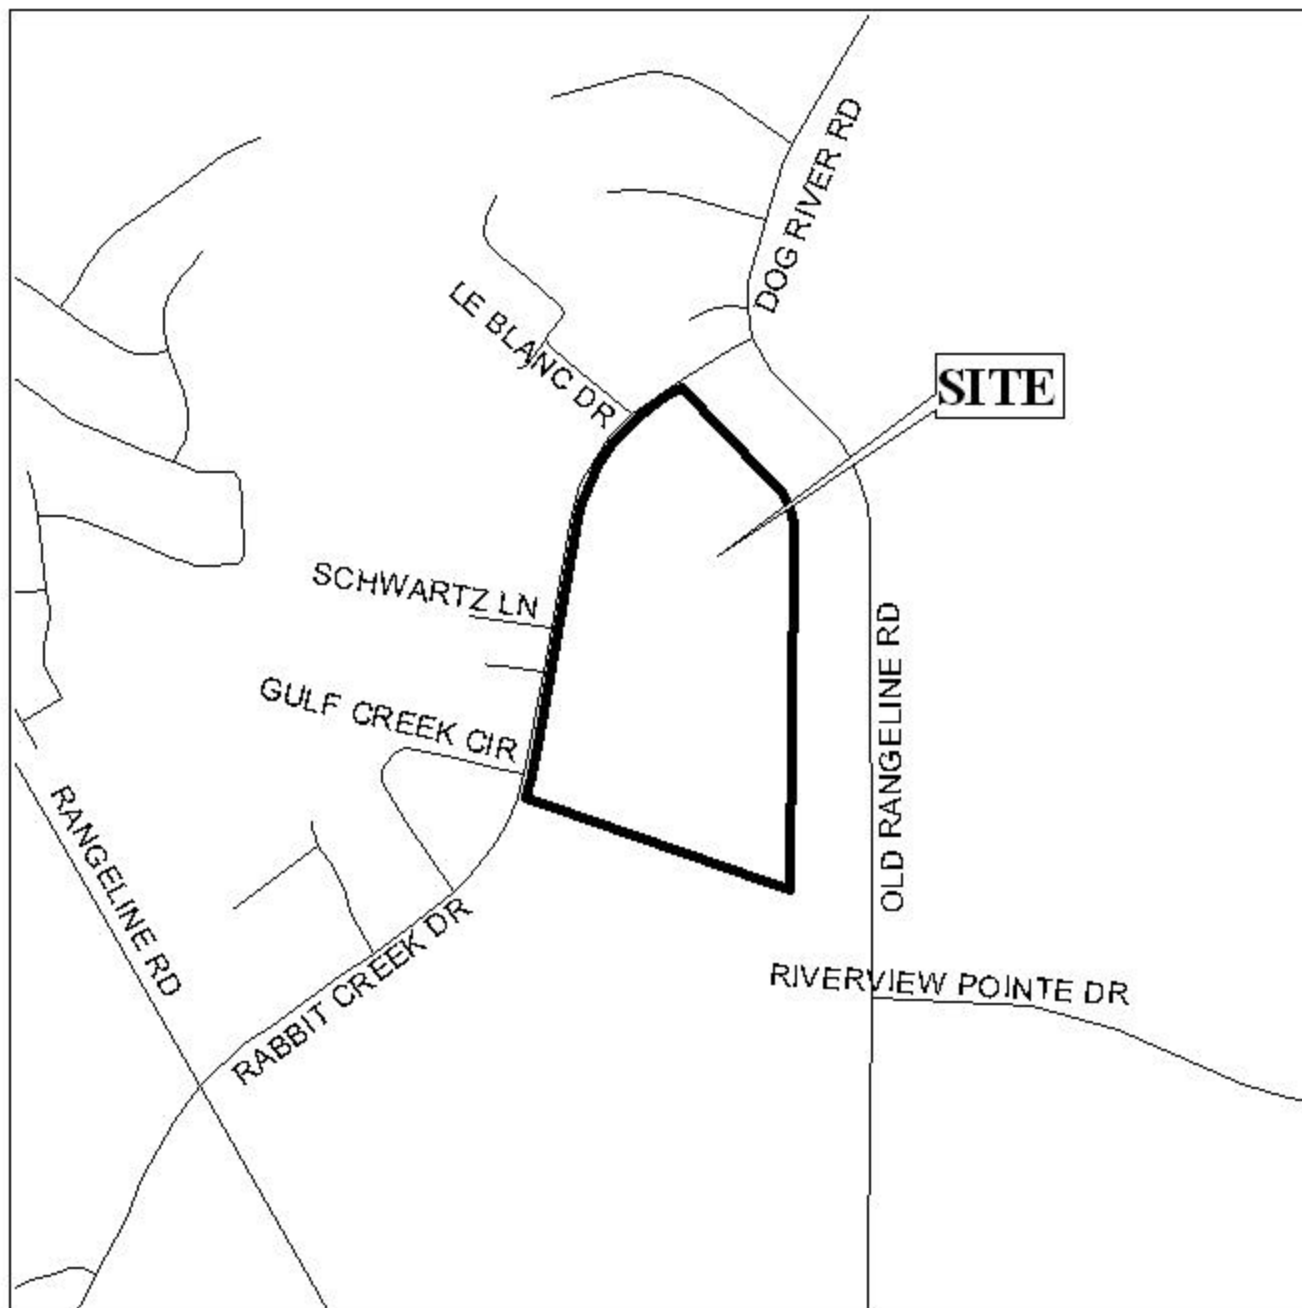 DOG RIVER RD
LE BLANC DR
SITE
SCHWARTZ LN
GULF CREEK CIR
OLD RANGELINE RD
RANGELINE RD
RABBIT CREEK DR
RIVERVIEW POINTE DR